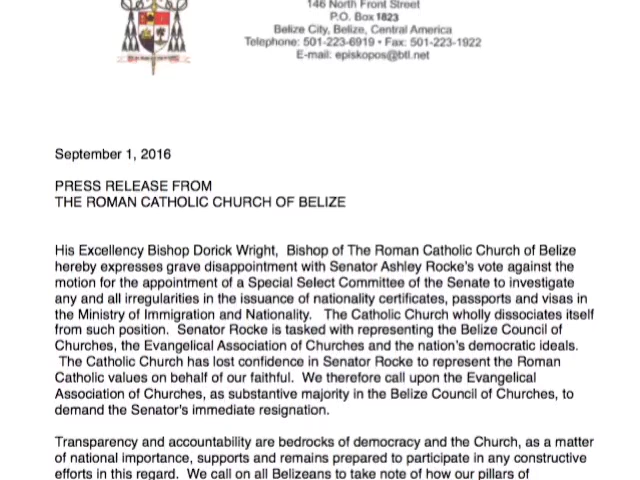 146 North Front Street
P.O. Box 1823
Belize City, Belize, Central America
Telephone: 501-223-6919 • Fax: 501-223-1922
E-mail: episkopos@btl.net
September 1, 2016
PRESS RELEASE FROM
THE ROMAN CATHOLIC CHURCH OF BELIZE
His Excellency Bishop Dorick Wright,  Bishop of The Roman Catholic Church of Belize
hereby expresses grave disappointment with Senator Ashley Rocke's vote against the
motion for the appointment of a Special Select Committee of the Senate to investigate
any and all irregularities in the issuance of nationality certificates, passports and visas in
the Ministry of Immigration and Nationality.   The Catholic Church wholly dissociates itself
from such position.  Senator Rocke is tasked with representing the Belize Council of
Churches, the Evangelical Association of Churches and the nation's democratic ideals.
The Catholic Church has lost confidence in Senator Rocke to represent the Roman
Catholic values on behalf of our faithful.  We therefore call upon the Evangelical
Association of Churches, as substantive majority in the Belize Council of Churches, to
demand the Senator's immediate resignation.
Transparency and accountability are bedrocks of democracy and the Church, as a matter
of national importance, supports and remains prepared to participate in any constructive
efforts in this regard.  We call on all Belizeans to take note of how our pillars of